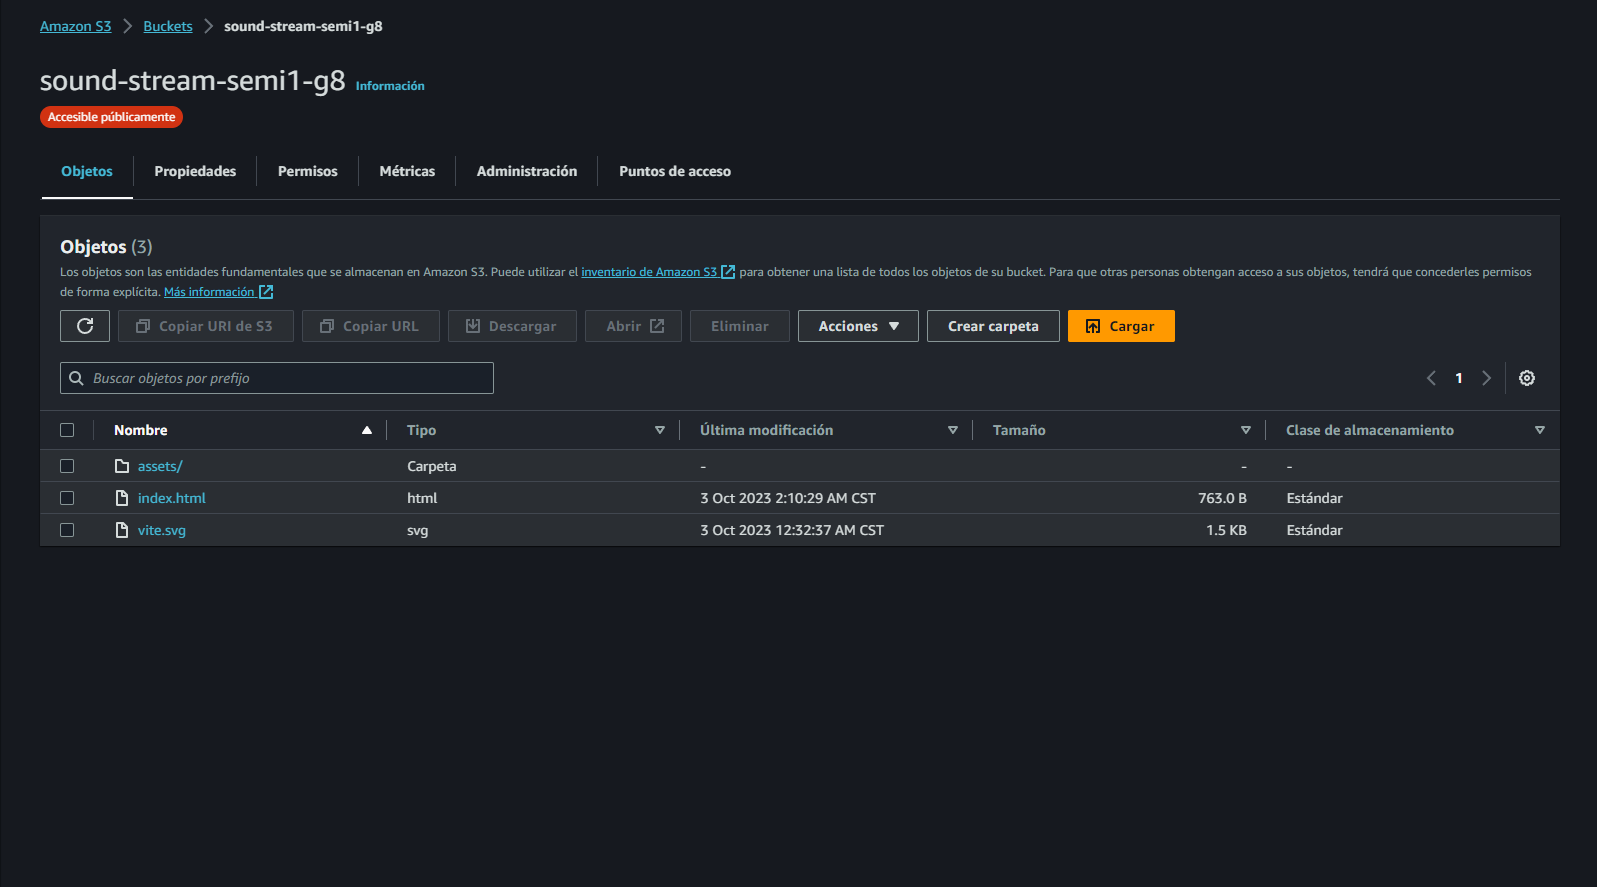 Amazon S3 > Buckets > sound-stream-semi1-g8
sound-stream-semi1-g8 Información
Accesible públicamente
Objetos Propiedades Permisos Métricas Administración Puntos de acceso
Objetos (3)
Los objetos son las entidades fundamentales que se almacenan en Amazon S3. Puede utilizar el inventario de Amazon S3 para obtener una lista de todos los objetos de su bucket. Para que otras personas obtengan acceso a sus objetos, tendrá que concederles permisos
de forma explícita. Más información
Copiar URI de S3 Copiar URL Descargar Abrir Eliminar Acciones Crear carpeta Cargar
Buscar objetos por prefijo 1
Nombre Tipo Última modificación Tamaño Clase de almacenamiento
assets/ Carpeta - - -
index.html html 3 Oct 2023 2:10:29 AM CST 763.0 B Estándar
vite.svg svg 3 Oct 2023 12:32:37 AM CST 1.5 KB Estándar